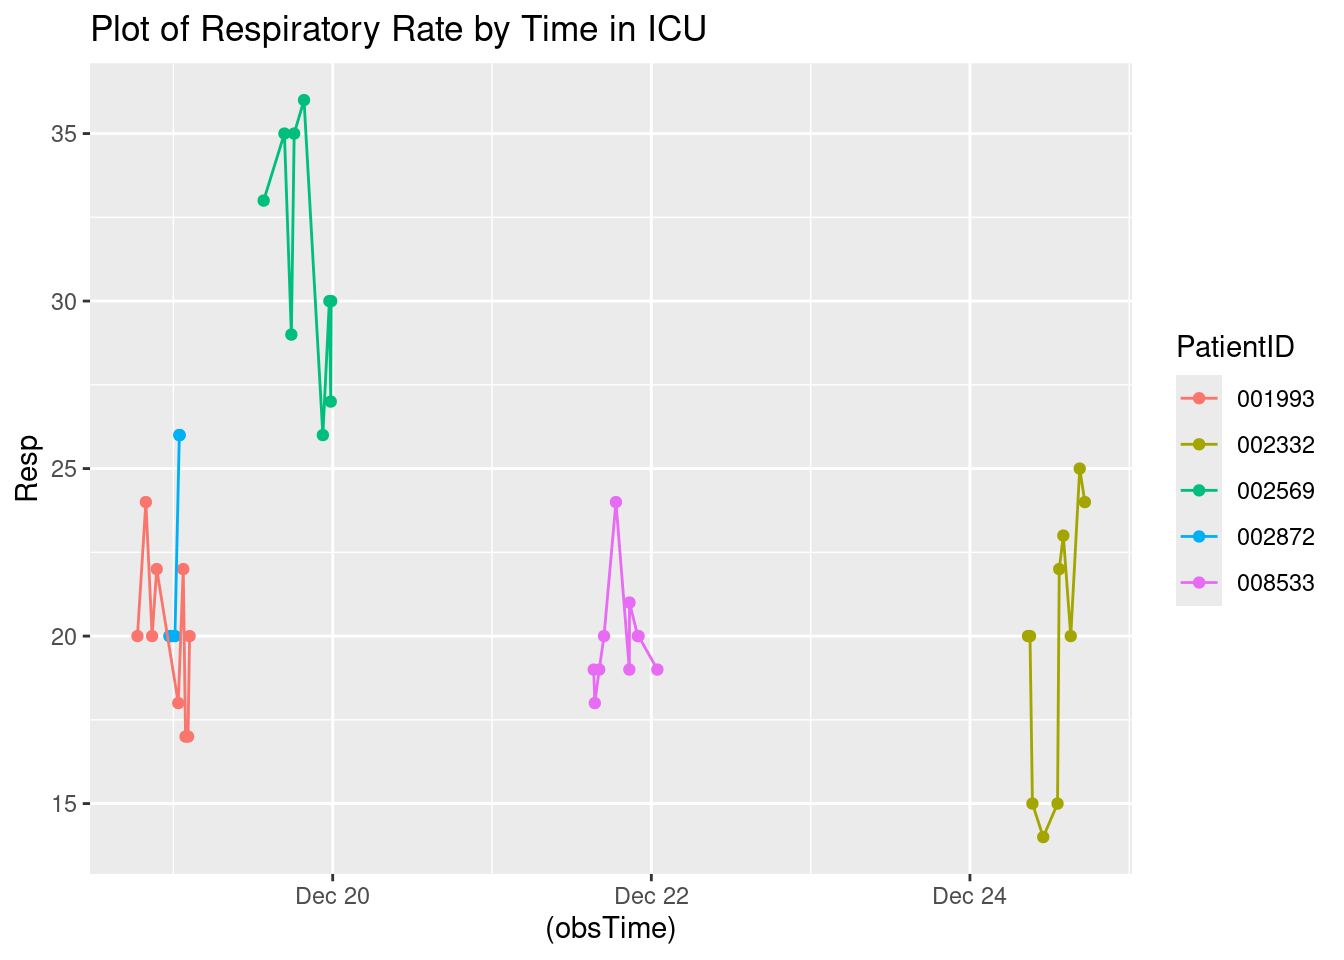 Plot of Respiratory Rate by Time in ICU
35
30
25
20
15
Resp
Dec 20
Dec 22
Dec 24
(obsTime)
PatientID
001993
002332
002569
002872
008533